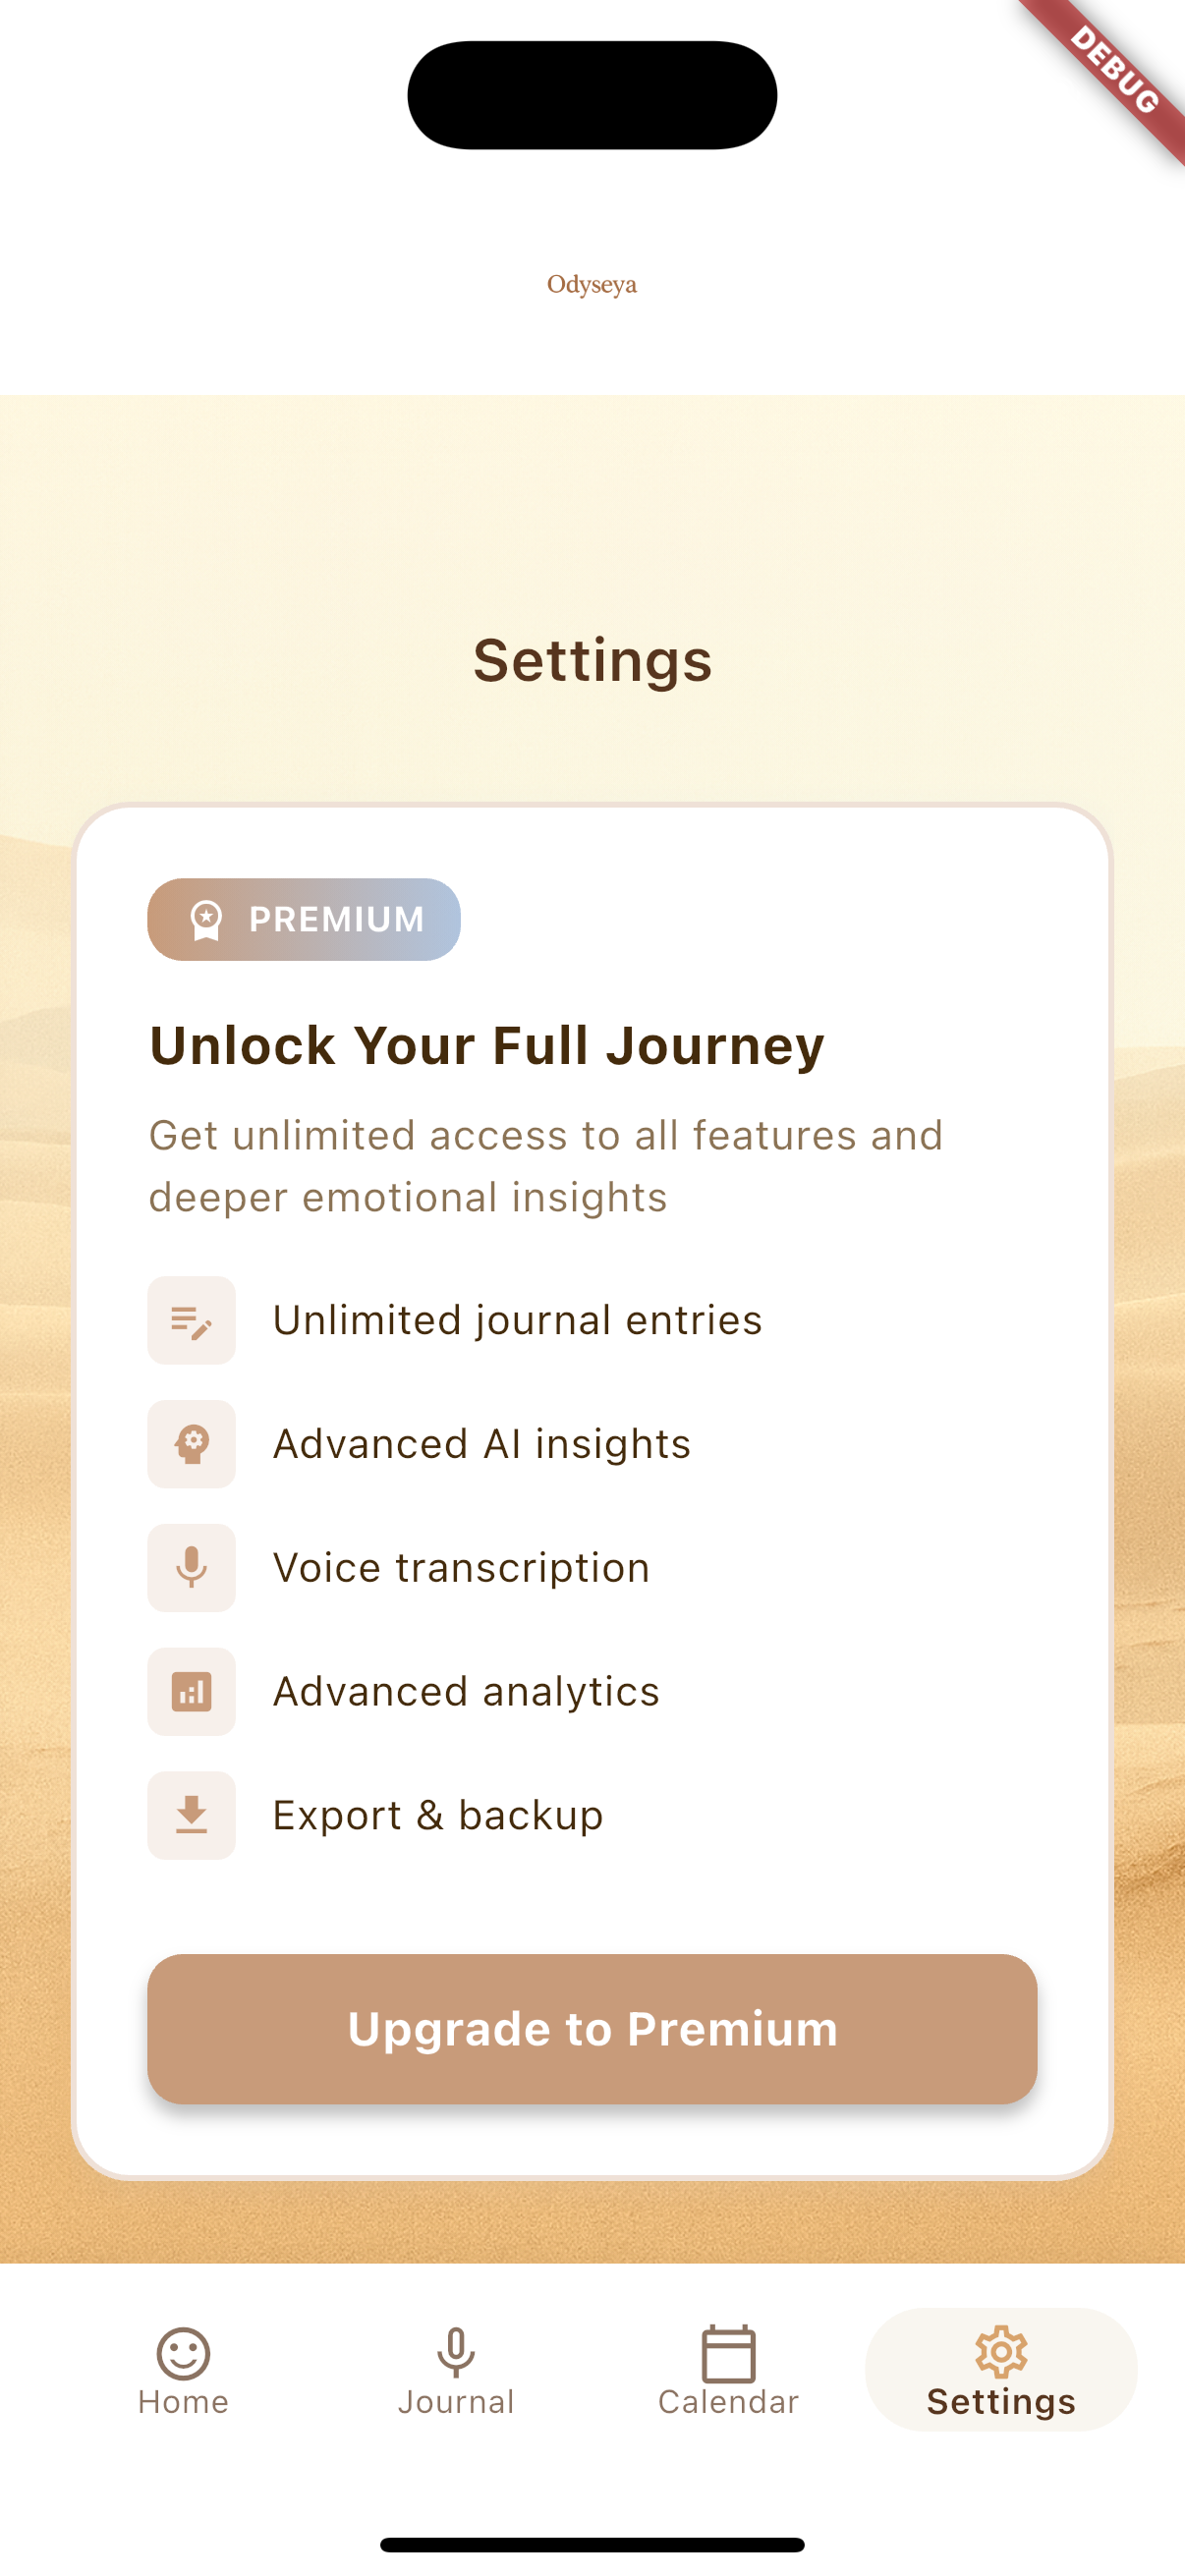 DEBUG
Odyseya
Settings
PREMIUM
Unlock Your Full Journey
Get unlimited access to all features and
deeper emotional insights
Unlimited journal entries
Advanced AI insights
Voice transcription
Advanced analytics
Export & backup
Upgrade to Premium
Home
Journal
Calendar
Settings